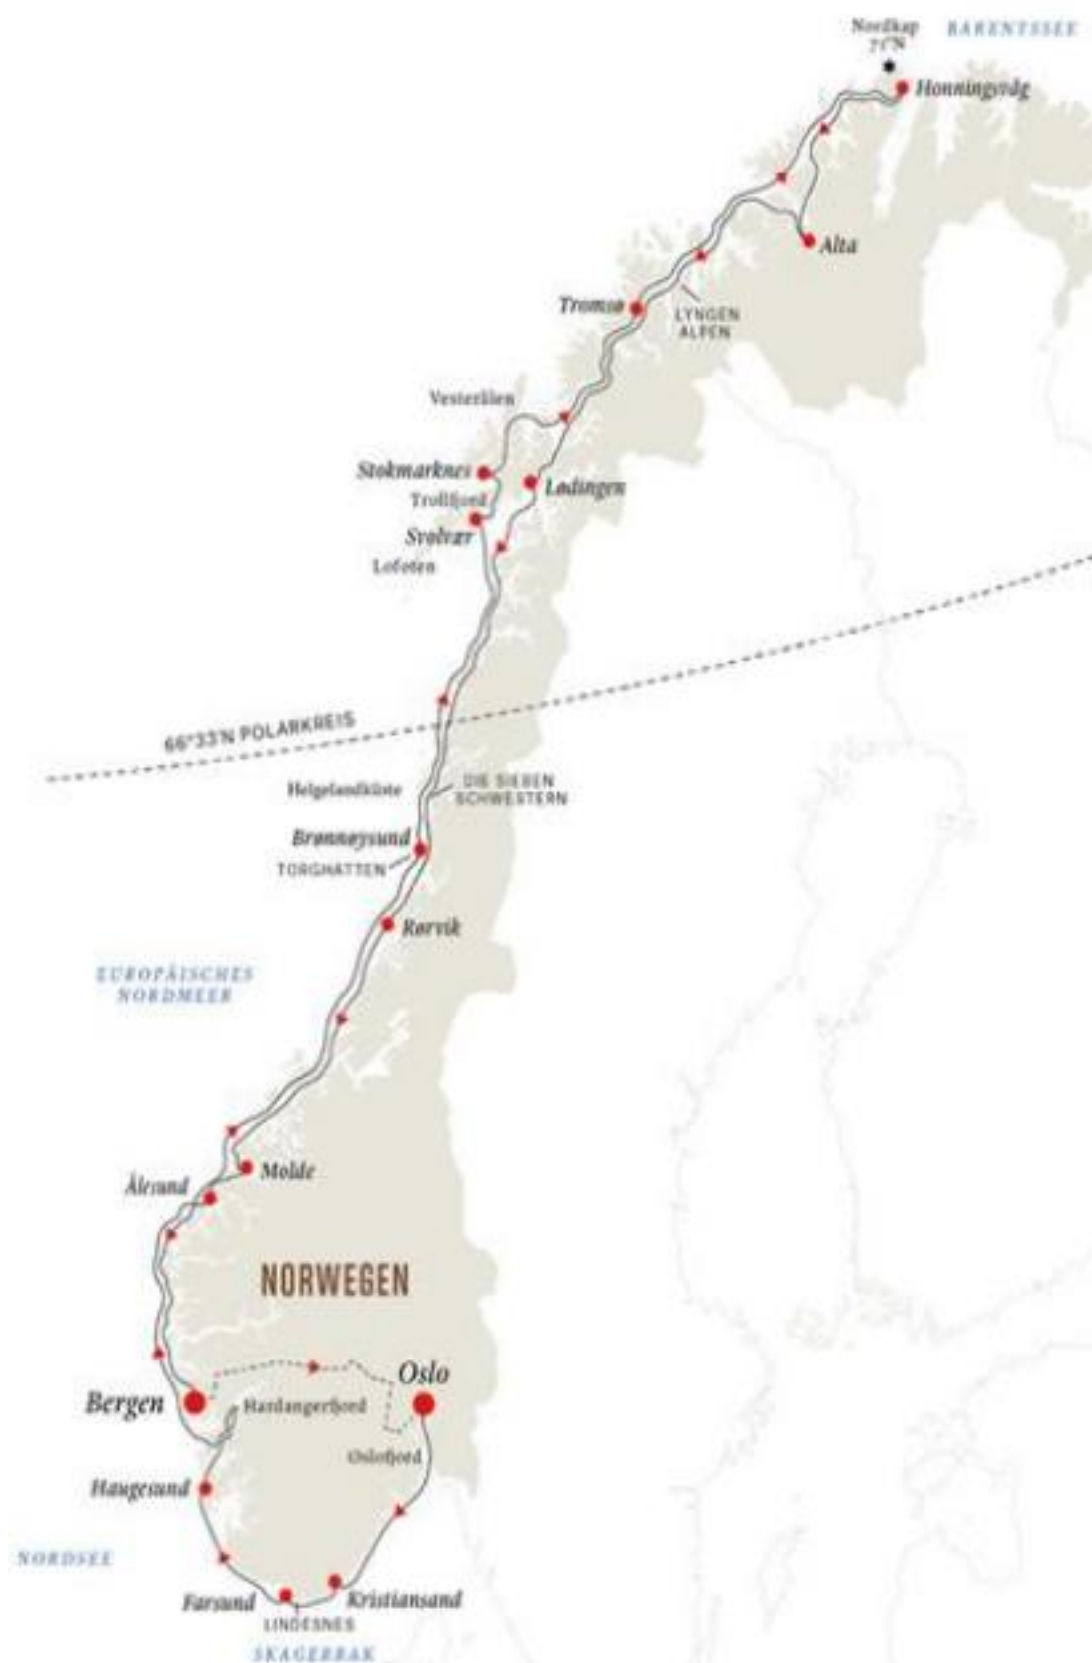 Nordkap
71°N
BARENTSSEE
Honningsvåg
Alta
Tromsø
LYNGEN
ALPEN
Vesterålen
Stokmarknes
Lødingen
Trollfjord
Svolvær
Lofoten
66°33'N POLARKREIS
Helgelandküste
DIE SIEBEN
SCHWESTERN
Brønnøysund
TORGHATTEN
Rørvik
EUROPÄISCHES
NORDMEER
Molde
Ålesund
NORWEGEN
Oslo
Bergen
Hardangerfjord
Oslofjord
Haugesund
NORDSEE
Farsund
Kristiansand
LINDESNES
SKAGERRAK